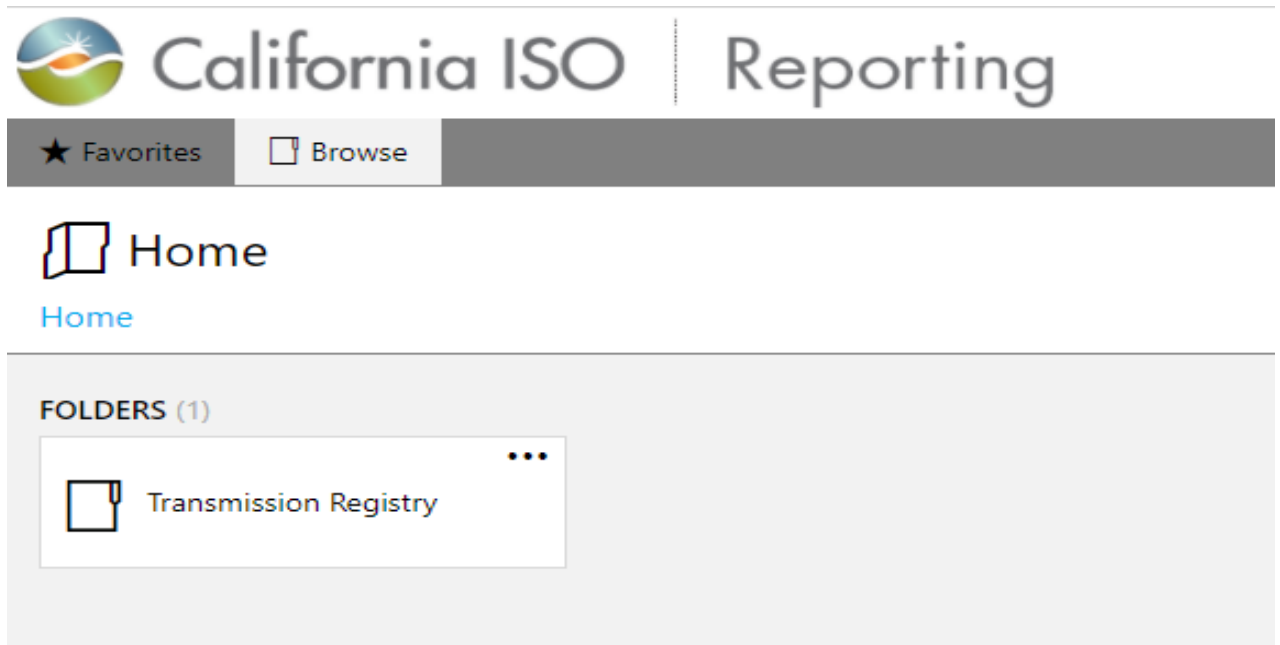 California ISO Reporting
Favorites Browse
Home
Home
FOLDERS (1)
Transmission Registry